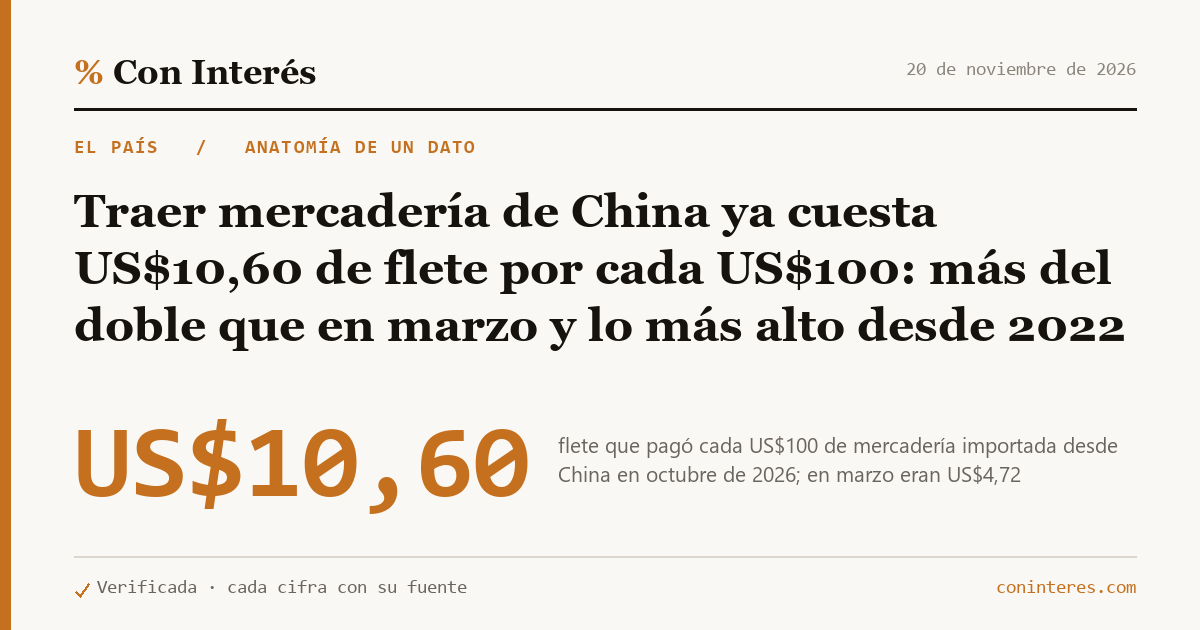 % Con Interés
20 de noviembre de 2026
EL PAÍS / ANATOMÍA DE UN DATO
Traer mercadería de China ya cuesta
US$10,60 de flete por cada US$100: más del
doble que en marzo y lo más alto desde 2022
US$10,60
flete que pagó cada US$100 de mercadería importada desde
China en octubre de 2026; en marzo eran US$4,72
✓ Verificada · cada cifra con su fuente
coninteres.com